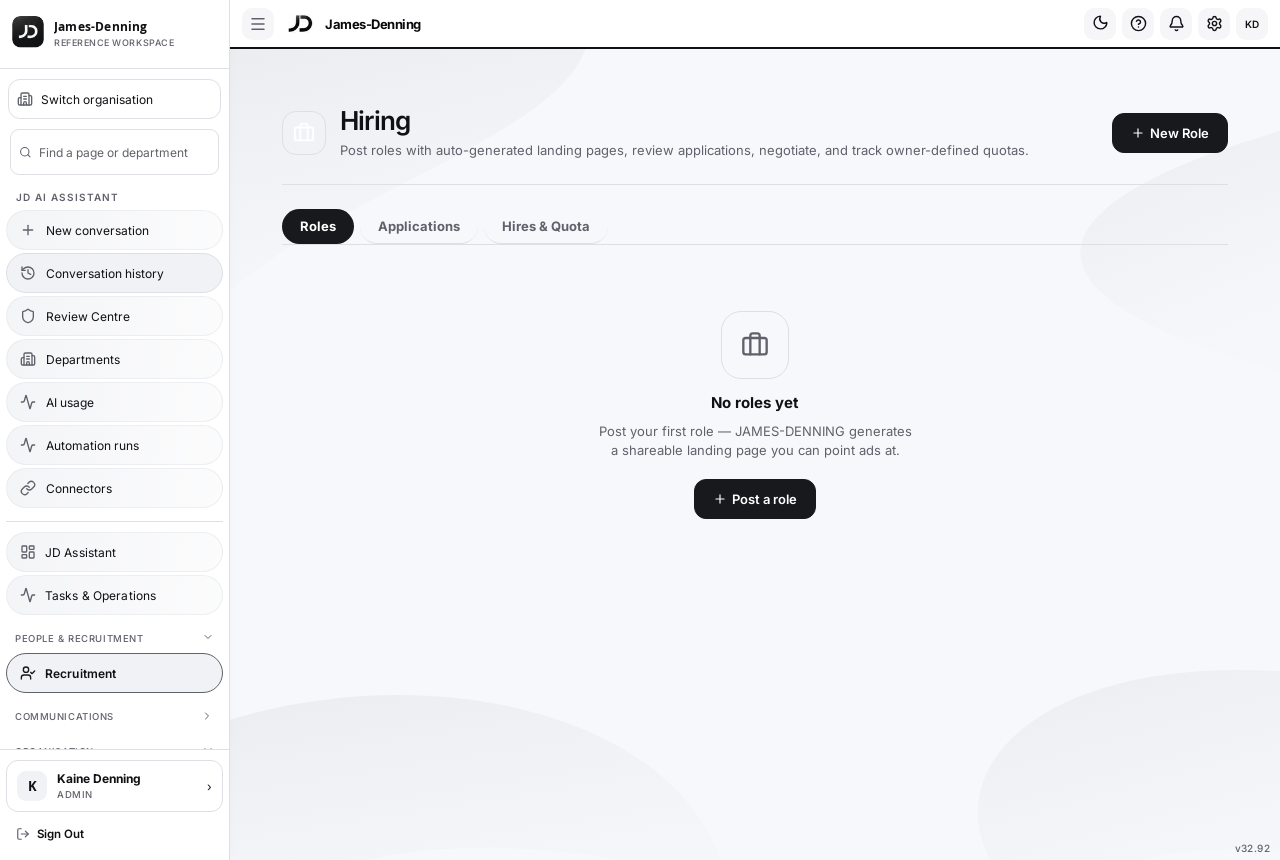 James-Denning
REFERENCE WORKSPACE
Switch organisation
Find a page or department
JD AI ASSISTANT
New conversation
Conversation history
Review Centre
Departments
AI usage
Automation runs
Connectors
JD Assistant
Tasks & Operations
PEOPLE & RECRUITMENT
Recruitment
COMMUNICATIONS
K
Kaine Denning
ADMIN
Sign Out
JD
James-Denning
KD
Hiring
Post roles with auto-generated landing pages, review applications, negotiate, and track owner-defined quotas.
New Role
Roles
Applications
Hires & Quota
No roles yet
Post your first role — JAMES-DENNING generates
a shareable landing page you can point ads at.
Post a role
v32.92